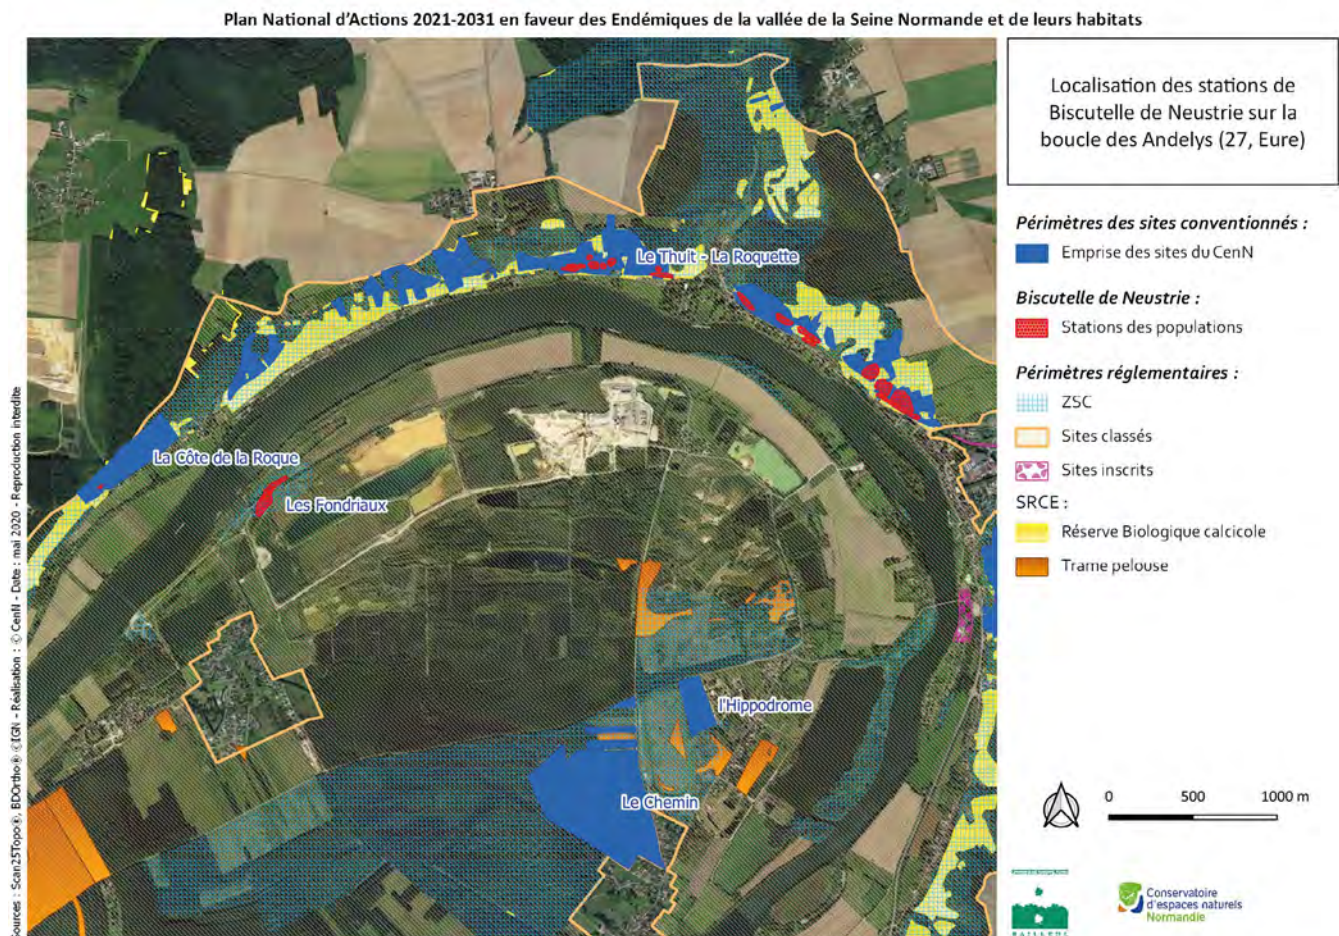 Plan National d'Actions 2021-2031 en faveur des Endémiques de la vallée de la Seine Normande et de leurs habitats
Localisation des stations de
Biscutelle de Neustrie sur la
boucle des Andelys (27, Eure)
Périmètres des sites conventionnés :
Emprise des sites du CenN
Biscutelle de Neustrie :
Stations des populations
Périmètres réglementaires :
ZSC
Sites classés
Sites inscrits
SRCE :
Réserve Biologique calcicole
Trame pelouse
Le Thuit - La Roquette
La Côte de la Roque
Les Fondriaux
l'Hippodrome
Le Chemin
0 500 1000 m
BAILLEUL
Conservatoire
d'espaces naturels
Normandie
Sources : Scan25Topo®, BDOrtho® ©IGN - Réalisation : © CenN - Date : mai 2020 - Reproduction interdite